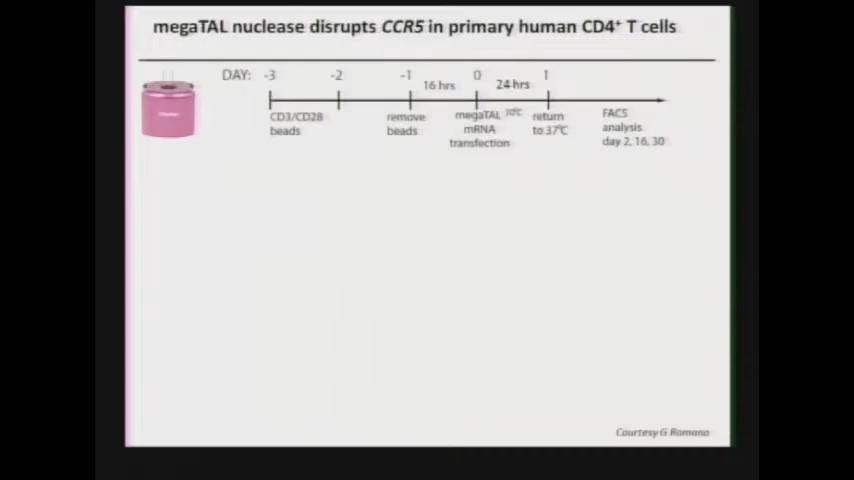 megaTAL nuclease disrupts CCR5 in primary human CD4+ T cells
DAY: -3 -2 -1 0 1
16 hrs 24 hrs
CD3/CD28 beads
remove beads
megaTAL mRNA transfection
30°C
return to 37°C
FACS analysis day 2, 16, 30
Courtesy G Romano